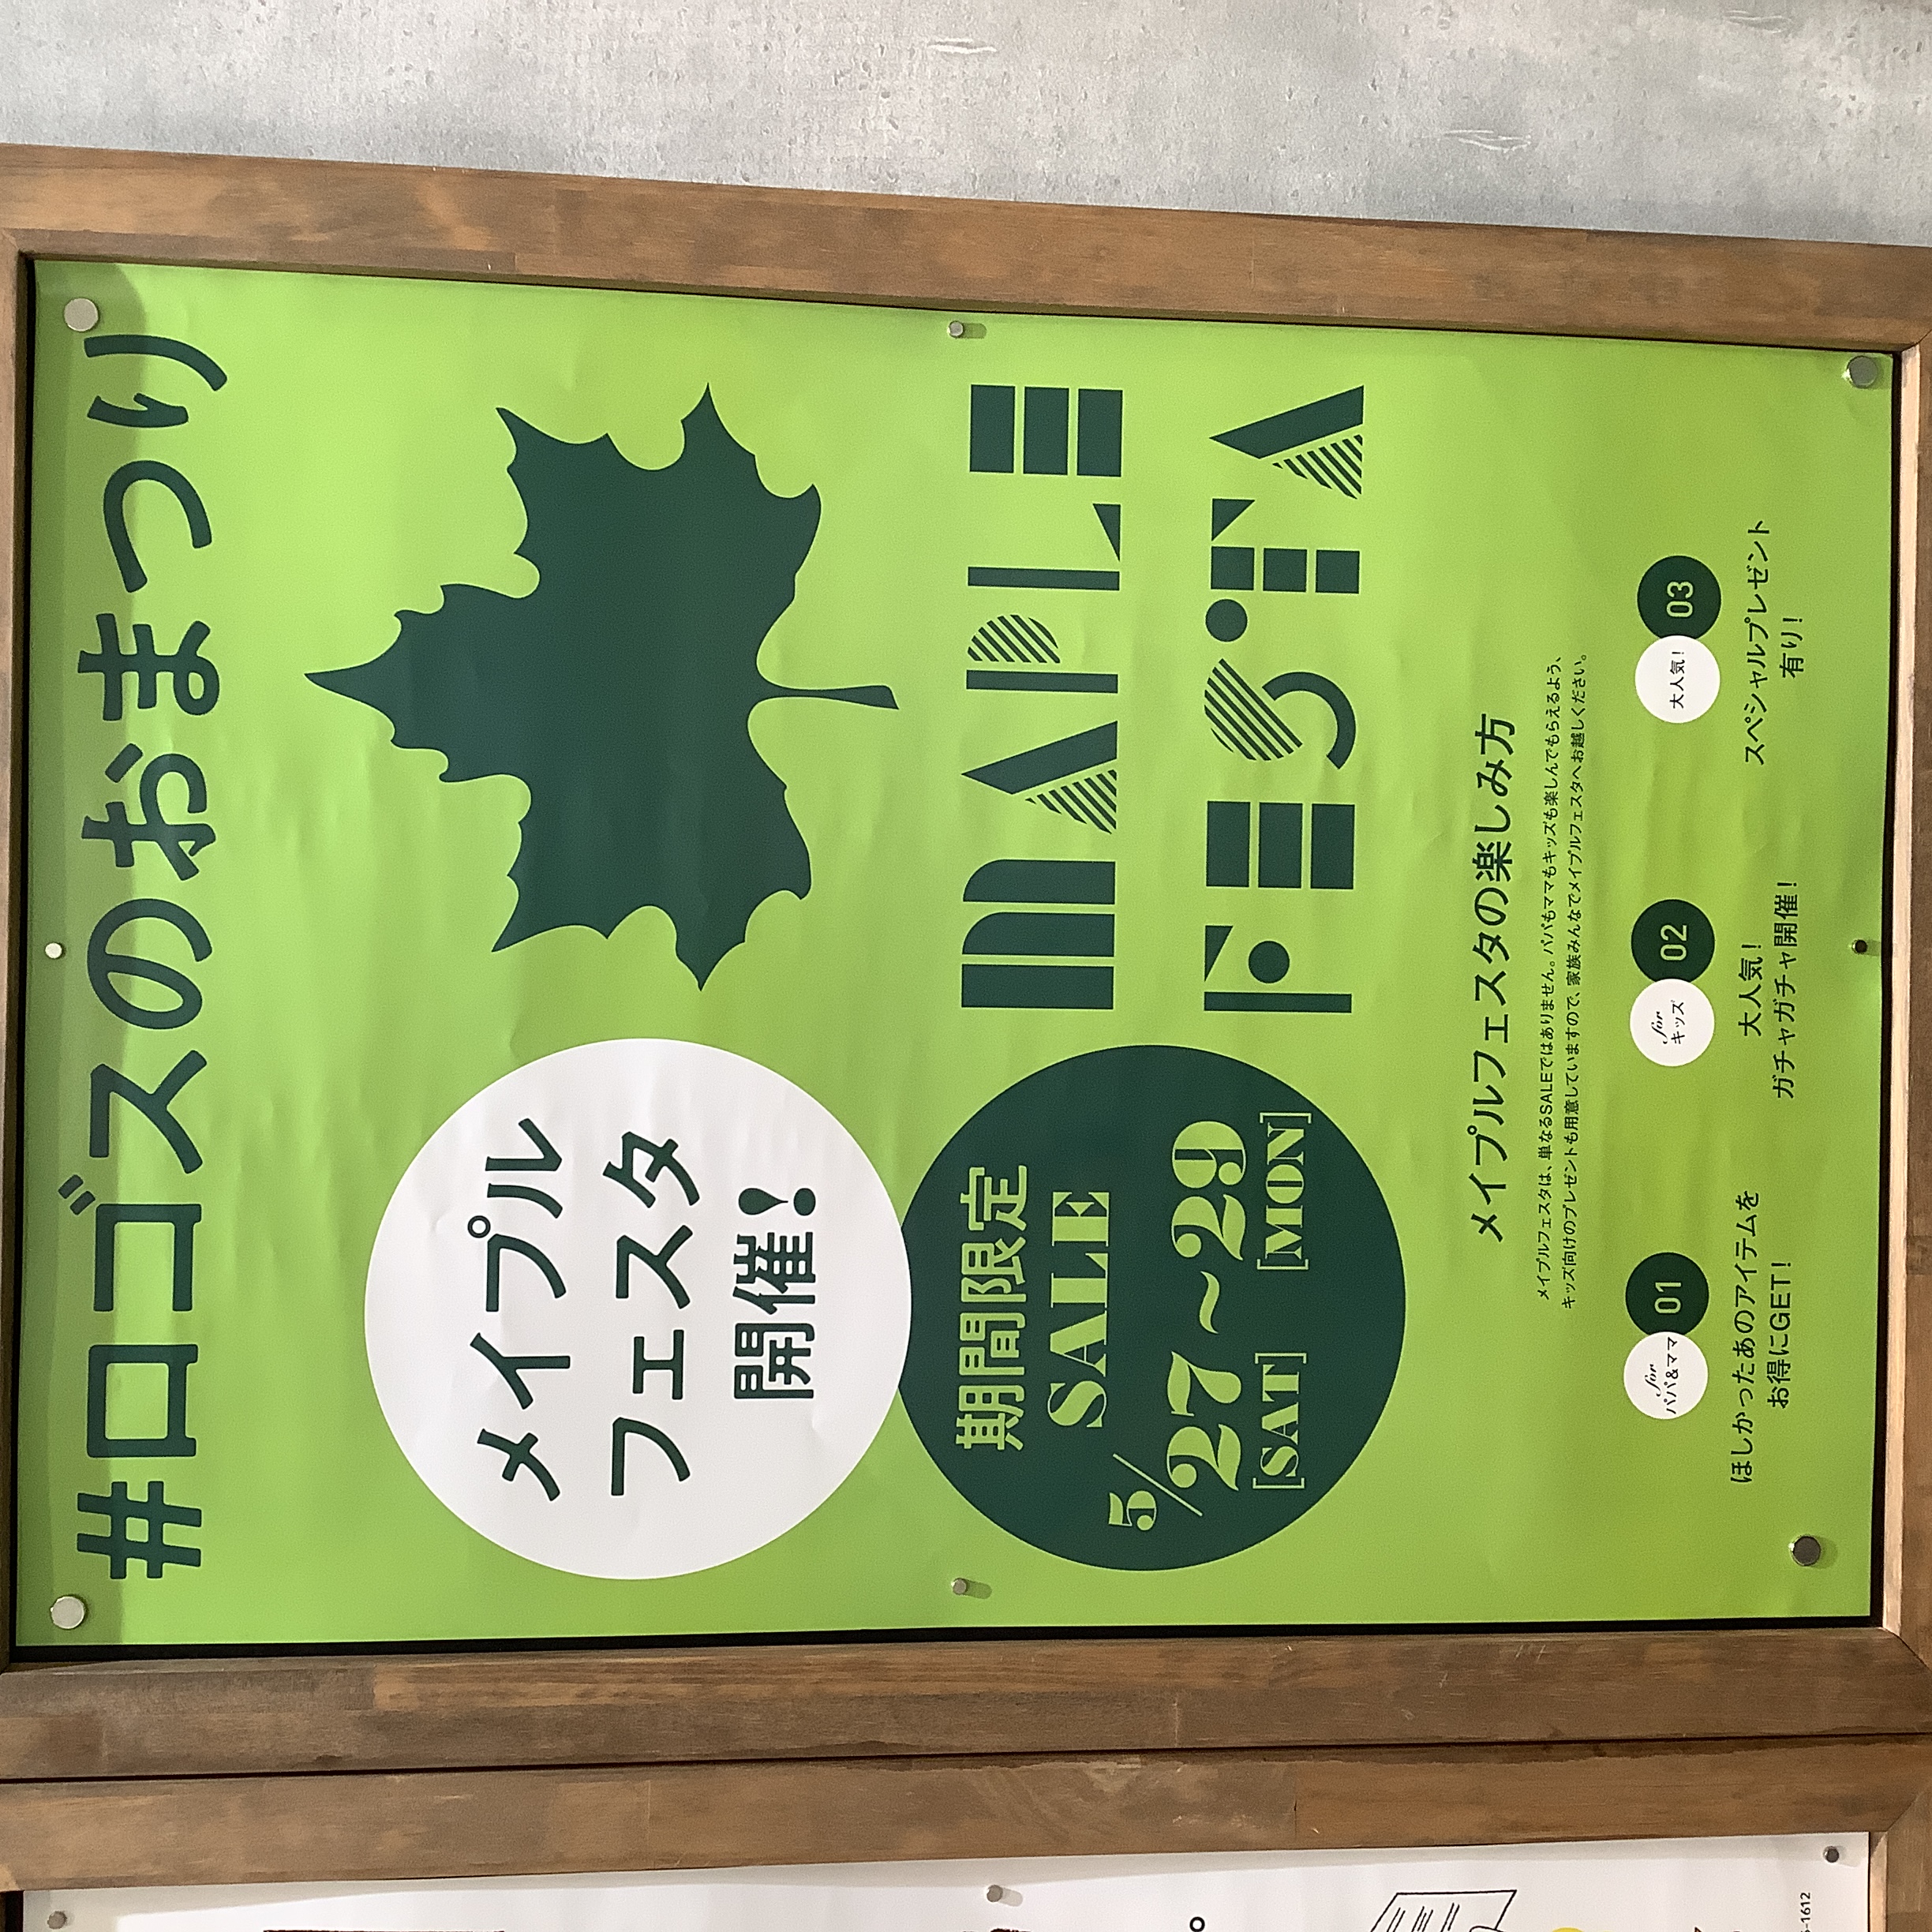 #ロゴスのおまつり
メイプル
フェスタ
開催!
MAPLE
FESTA
期間限定
SALE
5/27~29
[SAT] [MON]
メイプルフェスタの楽しみ方
メイプルフェスタは、単なるSALEではありません。パパもママもキッズも楽しんでもらえるよう、
キッズ向けのプレゼントも用意していますので、家族みんなでメイプルフェスタへお越しください。
for
パパ&ママ
01
ほしかったあのアイテムを
お得にGET!
for
キッズ
02
大人気!
ガチャガチャ開催!
大人気!
03
スペシャルプレゼント
有り!
-1612